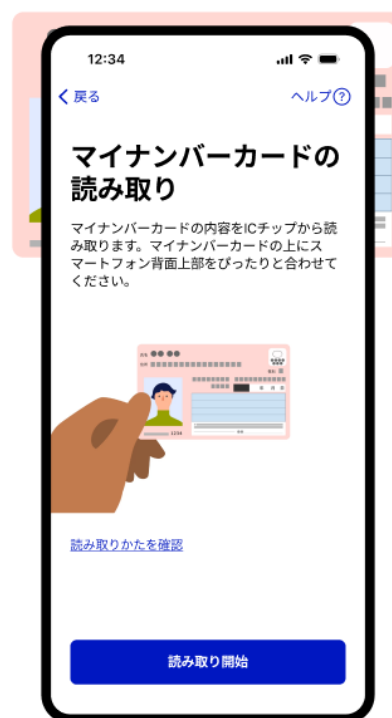 12:34
戻る
ヘルプ?
マイナンバーカードの
読み取り
マイナンバーカードの内容をICチップから読
み取ります。マイナンバーカードの上にス
マートフォン背面上部をぴったりと合わせて
ください。
1234
読み取りかたを確認
読み取り開始